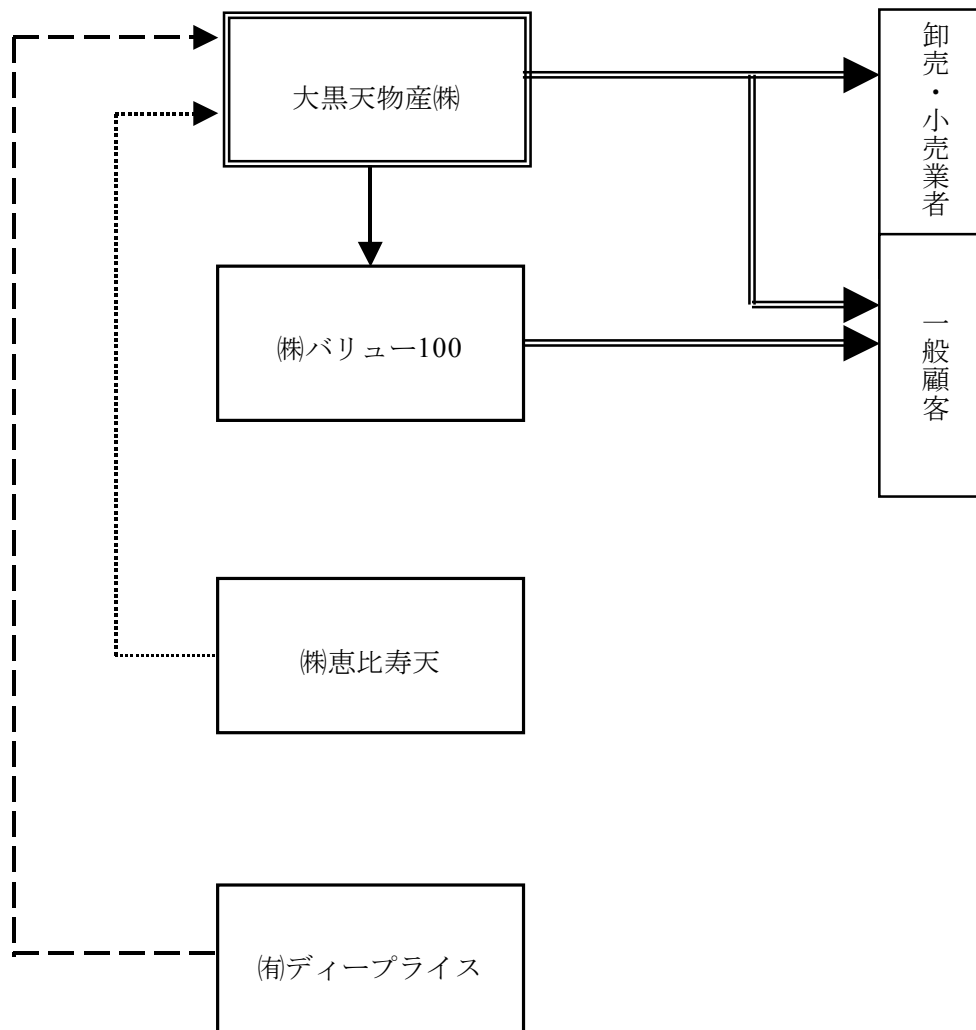 大黒天物産㈱
卸売・小売業者
㈱バリュー100
一般顧客
㈱恵比寿天
㈲ディープライス